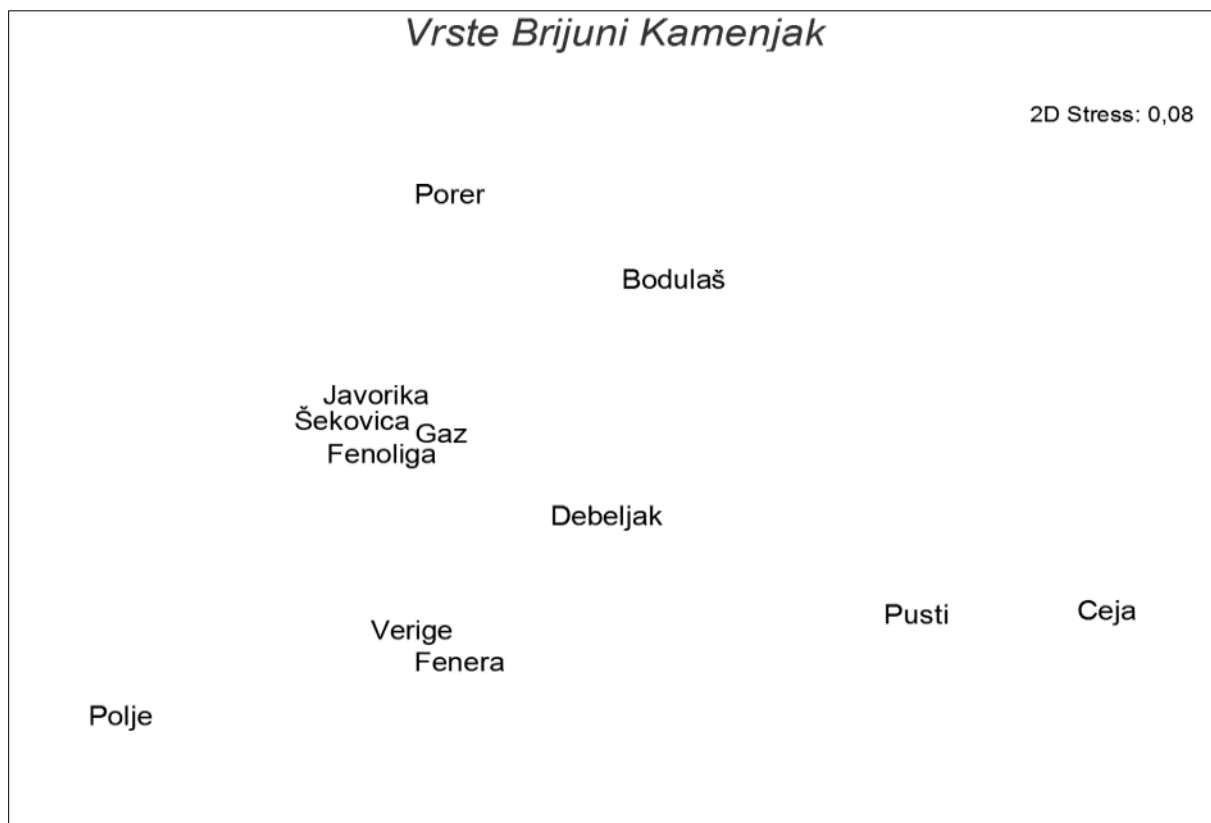 Vrste Brijuni Kamenjak
2D Stress: 0,08
Porer
Bodulaš
Javorika
Šekovica
Gaz
Fenoliga
Debeljak
Pusti
Ceja
Verige
Fenera
Polje